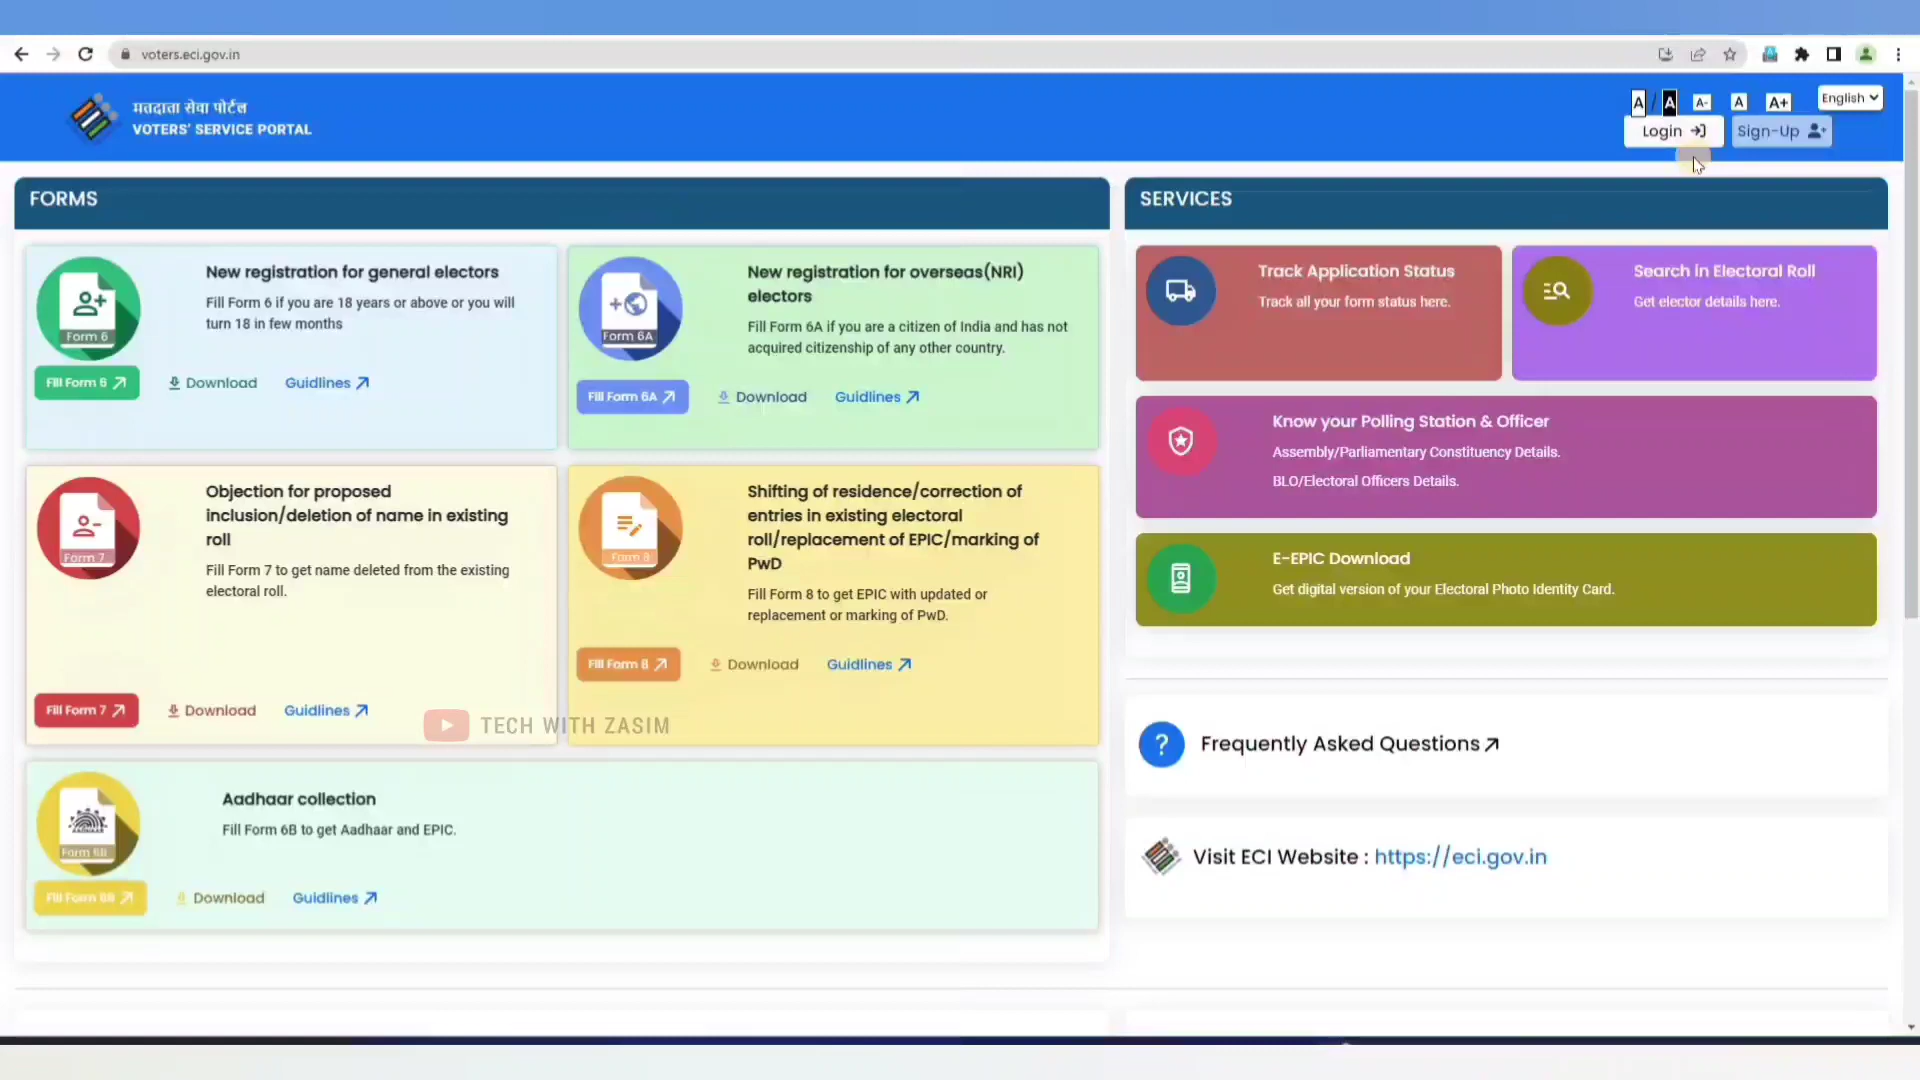 voters.eci.gov.in
मतदाता सेवा पोर्टल
VOTERS' SERVICE PORTAL
A / A A- A A+ English
Login Sign-Up
FORMS
Form 6
New registration for general electors
Fill Form 6 if you are 18 years or above or you will
turn 18 in few months
Fill Form 6 Download Guidlines
Form 6A
New registration for overseas(NRI)
electors
Fill Form 6A if you are a citizen of India and has not
acquired citizenship of any other country.
Fill Form 6A Download Guidlines
Form 7
Objection for proposed
inclusion/deletion of name in existing
roll
Fill Form 7 to get name deleted from the existing
electoral roll.
Fill Form 7 Download Guidlines
Form 8
Shifting of residence/correction of
entries in existing electoral
roll/replacement of EPIC/marking of
PwD
Fill Form 8 to get EPIC with updated or
replacement or marking of PwD.
Fill Form 8 Download Guidlines
TECH WITH ZASIM
AADHAAR
Form 6B
Aadhaar collection
Fill Form 6B to get Aadhaar and EPIC.
Fill Form 6B Download Guidlines
SERVICES
Track Application Status
Track all your form status here.
Search in Electoral Roll
Get elector details here.
Know your Polling Station & Officer
Assembly/Parliamentary Constituency Details.
BLO/Electoral Officers Details.
E-EPIC Download
Get digital version of your Electoral Photo Identity Card.
? Frequently Asked Questions
Visit ECI Website : https://eci.gov.in